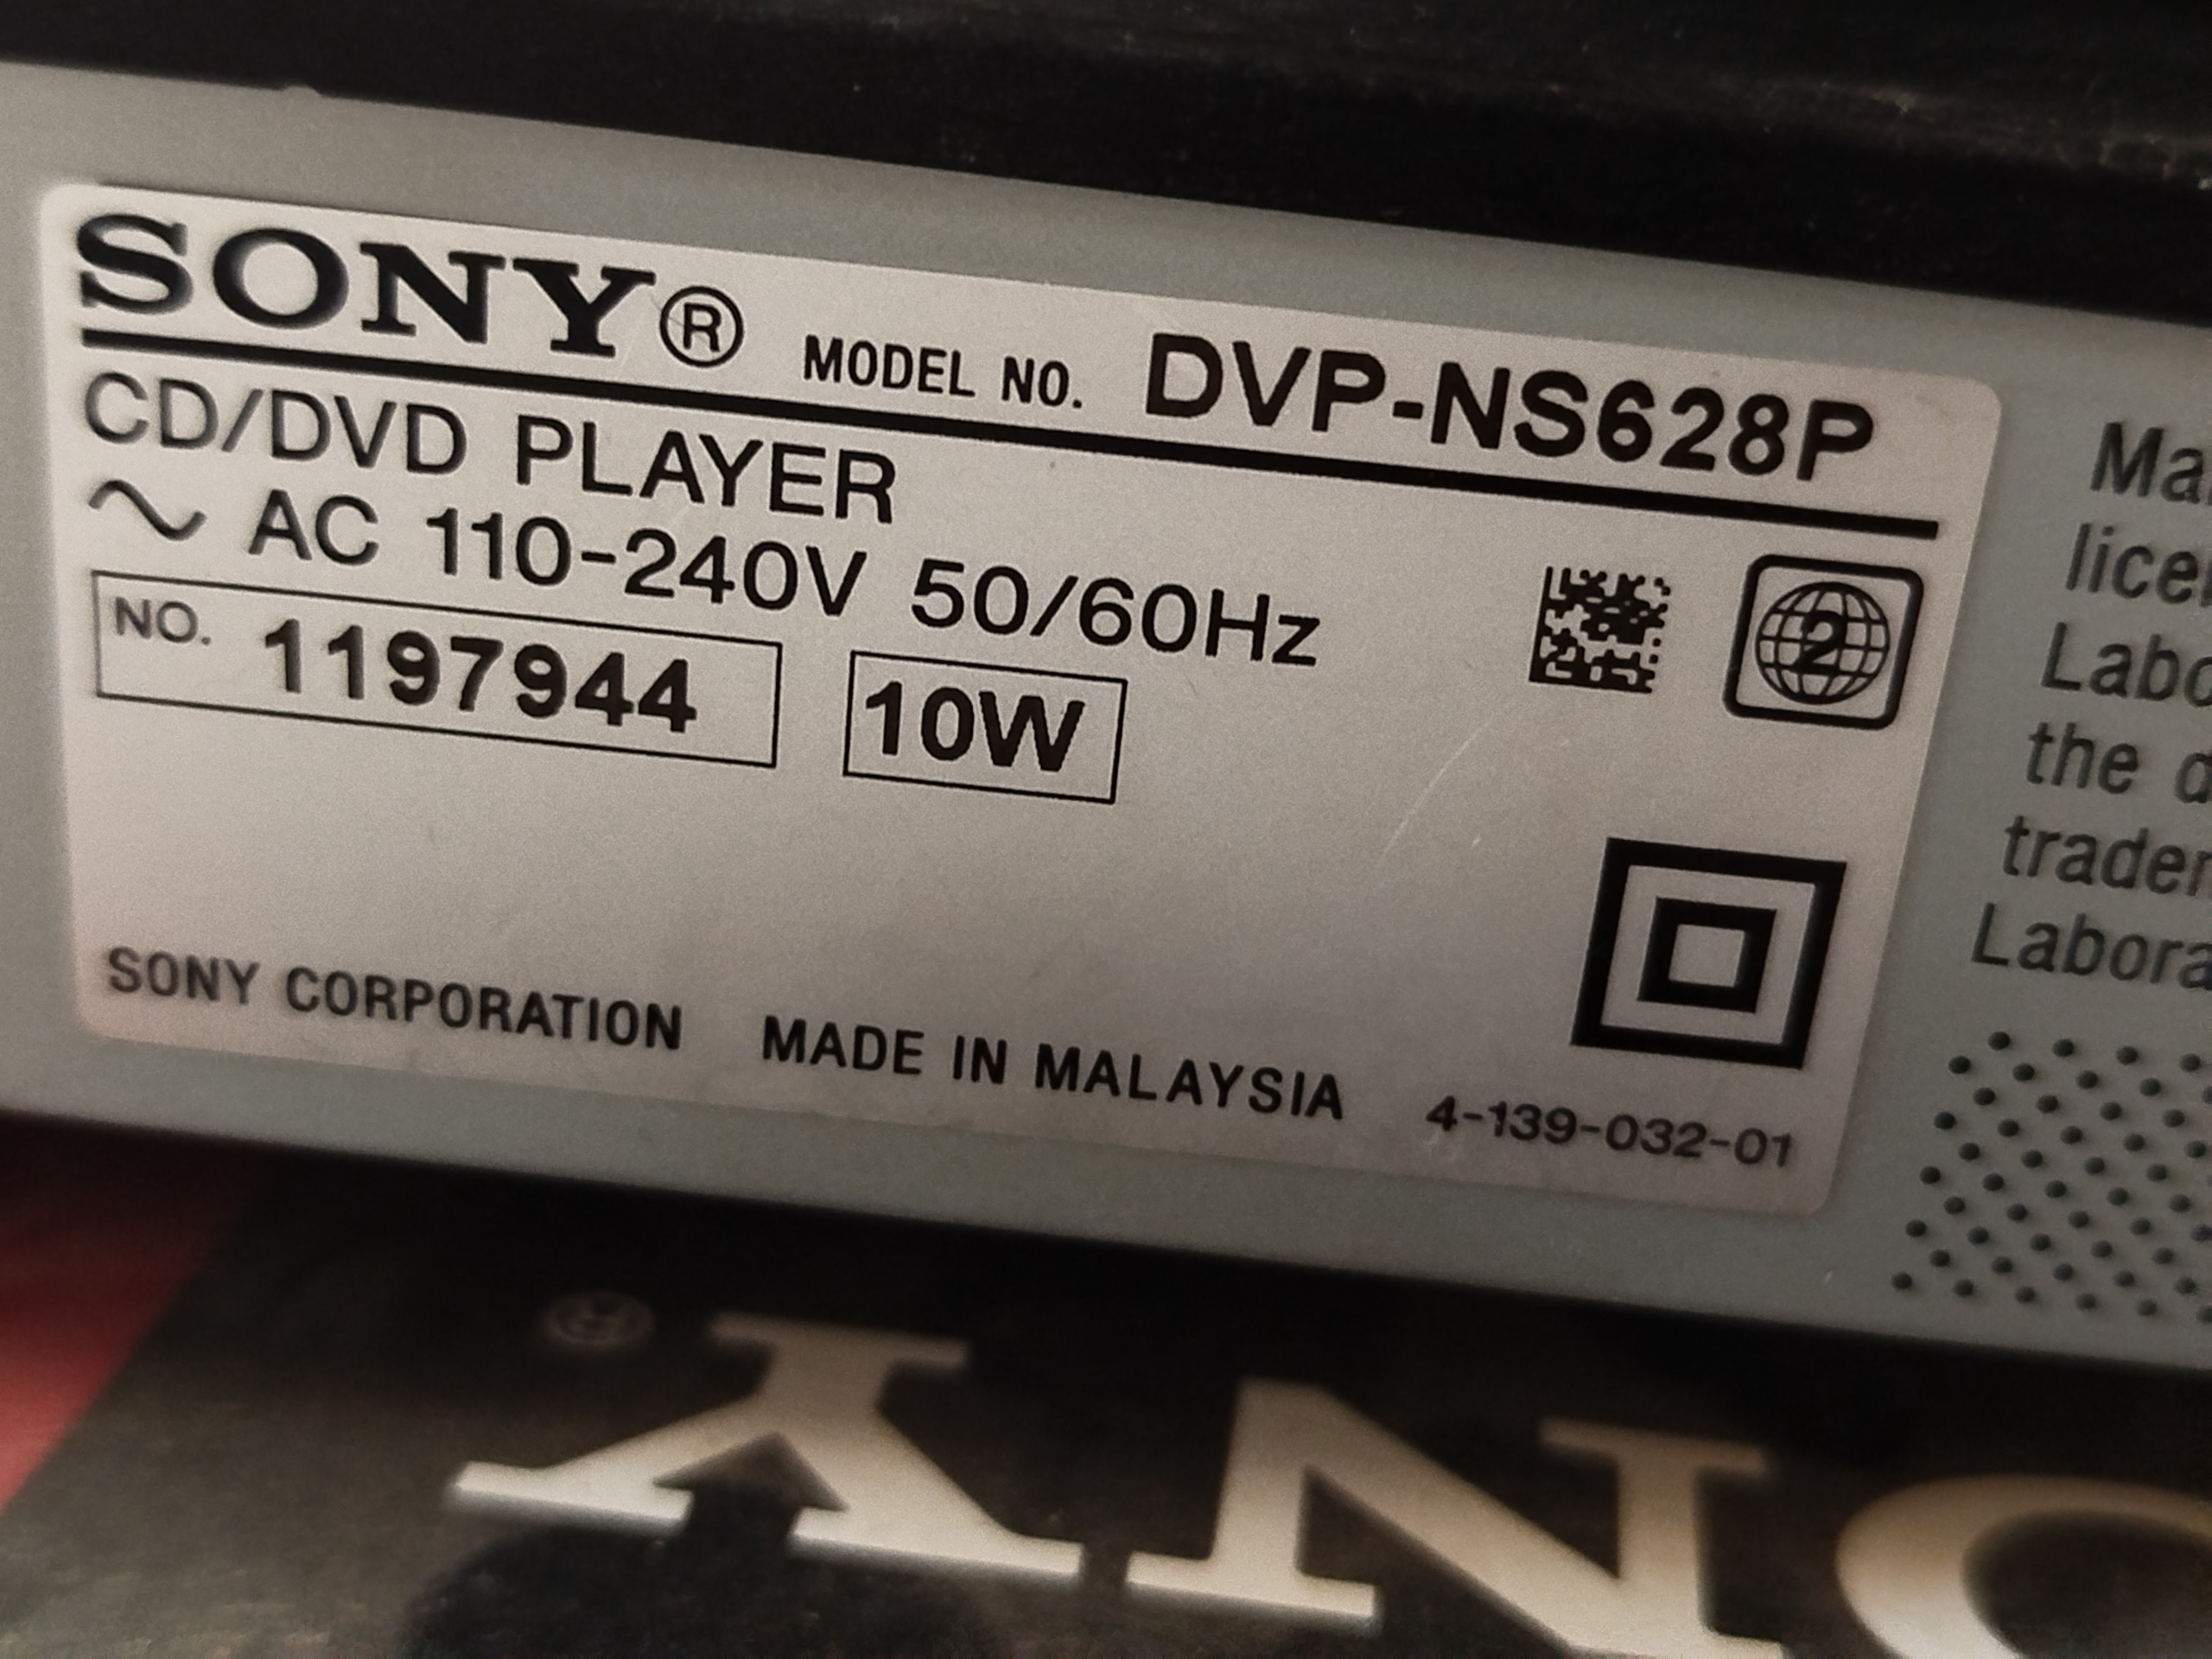 SONY® MODEL NO. DVP-NS628P
CD/DVD PLAYER
~ AC 110-240V 50/60Hz
2
NO. 1197944 10W
SONY CORPORATION MADE IN MALAYSIA 4-139-032-01
the
SONY